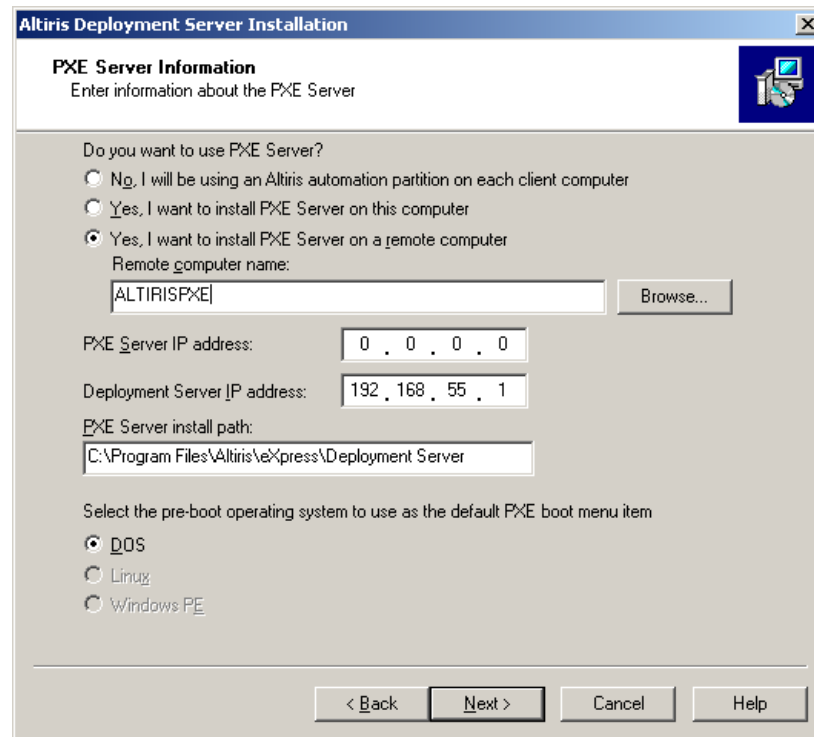 Altiris Deployment Server Installation
PXE Server Information
Enter information about the PXE Server
Do you want to use PXE Server?
No, I will be using an Altiris automation partition on each client computer
Yes, I want to install PXE Server on this computer
Yes, I want to install PXE Server on a remote computer
Remote computer name:
ALTIRISPXE
Browse...
PXE Server IP address: 0 . 0 . 0 . 0
Deployment Server IP address: 192 . 168 . 55 . 1
PXE Server install path:
C:\Program Files\Altiris\eXpress\Deployment Server
Select the pre-boot operating system to use as the default PXE boot menu item
DOS
Linux
Windows PE
< Back Next > Cancel Help